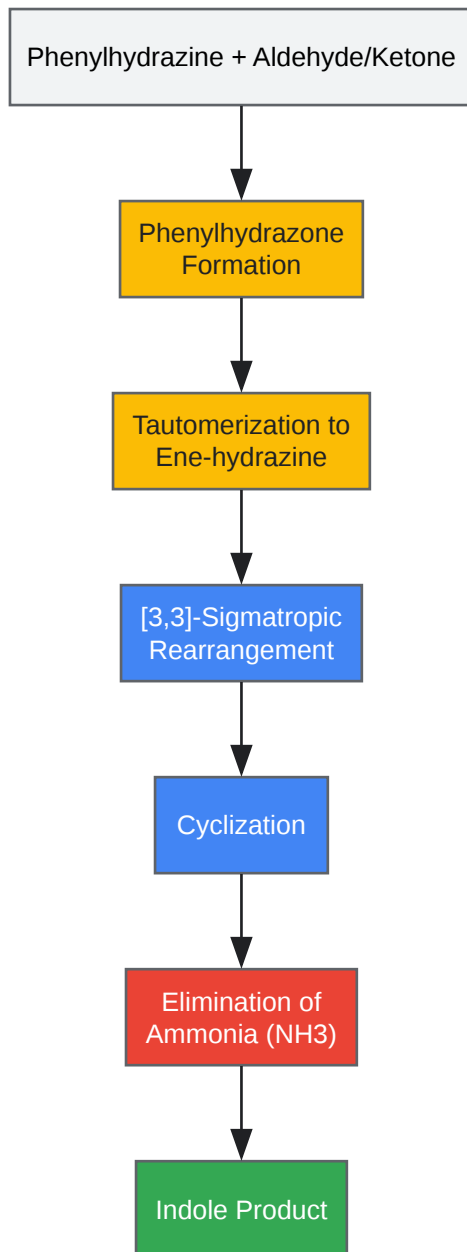 Phenylhydrazine + Aldehyde/Ketone
Phenylhydrazone
Formation
Tautomerization to
Ene-hydrazine
[3,3]-Sigmatropic
Rearrangement
Cyclization
Elimination of
Ammonia (NH3)
Indole Product